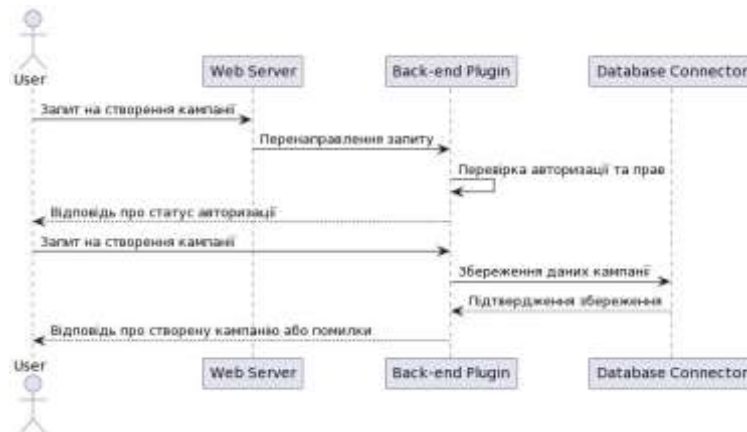 User
Web Server
Back-end Plugin
Database Connector
Запит на створення кампанії
Перенаправлення запиту
Перевірка авторизації та прав
Відповідь про статус авторизації
Запит на створення кампанії
Збереження даних кампанії
Підтвердження збереження
Відповідь про створену кампанію або помилки
User
Web Server
Back-end Plugin
Database Connector